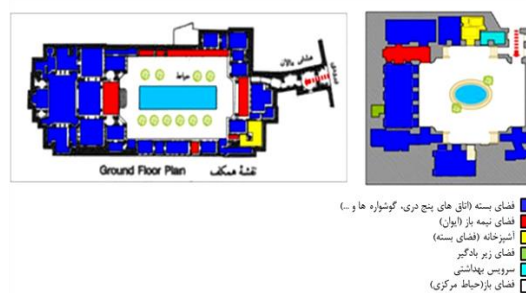 هشتی دالان
حیاط
Ground Floor Plan نقشهٔ همکف
فضای بسته (اتاق های پنج دری، گوشواره ها و ...)
فضای نیمه باز (ایوان)
آشپزخانه (فضای بسته)
فضای زیر بادگیر
سرویس بهداشتی
فضای باز(حیاط مرکزی)